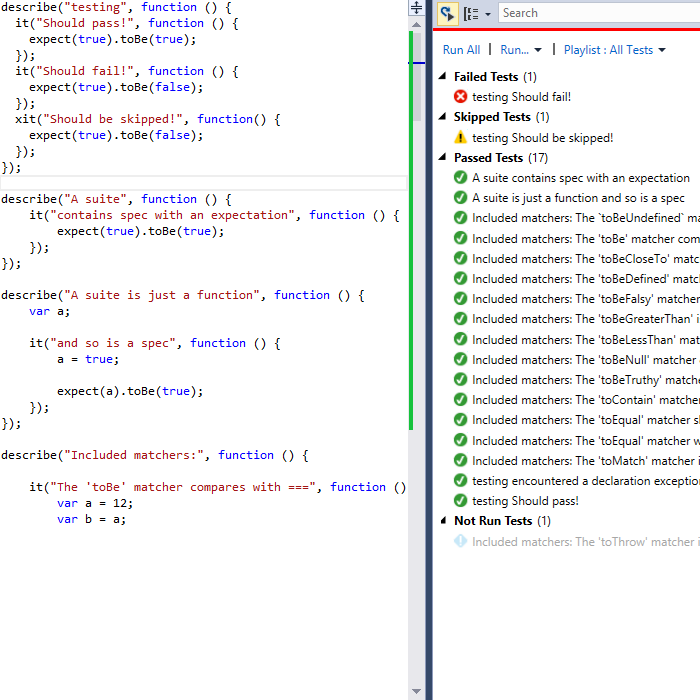 describe("testing", function () {
it("Should pass!", function () {
expect(true).toBe(true);
});
it("Should fail!", function () {
expect(true).toBe(false);
});
xit("Should be skipped!", function() {
expect(true).toBe(false);
});
});
describe("A suite", function () {
it("contains spec with an expectation", function () {
expect(true).toBe(true);
});
});
describe("A suite is just a function", function () {
var a;
it("and so is a spec", function () {
a = true;
expect(a).toBe(true);
});
});
describe("Included matchers:", function () {
it("The 'toBe' matcher compares with ===", function ()
var a = 12;
var b = a;
Search
Run All | Run... | Playlist : All Tests
Failed Tests (1)
testing Should fail!
Skipped Tests (1)
testing Should be skipped!
Passed Tests (17)
A suite contains spec with an expectation
A suite is just a function and so is a spec
Included matchers: The `toBeUndefined` ma
Included matchers: The 'toBe' matcher com
Included matchers: The 'toBeCloseTo' matc
Included matchers: The 'toBeDefined' match
Included matchers: The 'toBeFalsy' matcher
Included matchers: The 'toBeGreaterThan' i
Included matchers: The 'toBeLessThan' mat
Included matchers: The 'toBeNull' matcher
Included matchers: The 'toBeTruthy' matche
Included matchers: The 'toContain' matcher
Included matchers: The 'toEqual' matcher s
Included matchers: The 'toEqual' matcher w
Included matchers: The 'toMatch' matcher i
testing encountered a declaration exception
testing Should pass!
Not Run Tests (1)
Included matchers: The 'toThrow' matcher i